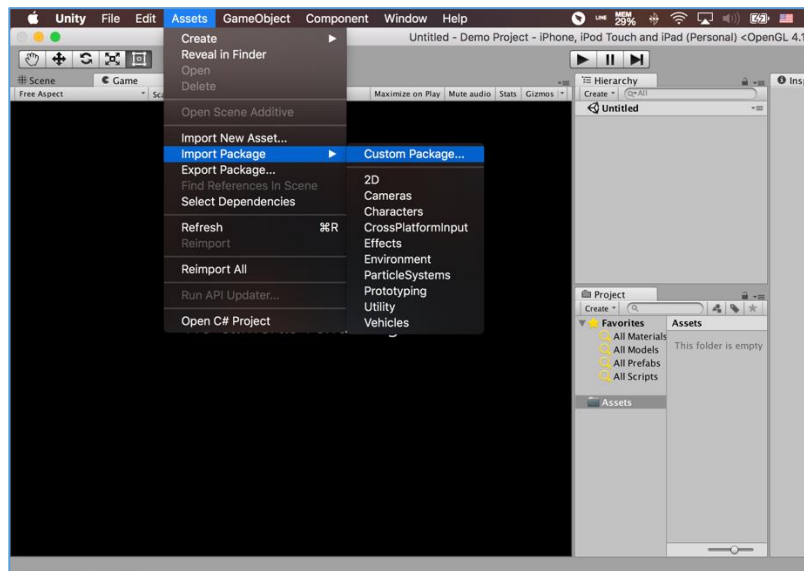 Unity File Edit Assets GameObject Component Window Help
MEM
29%
Untitled - Demo Project - iPhone, iPod Touch and iPad (Personal) <OpenGL 4.1
Scene
Game
Free Aspect
Maximize on Play Mute audio Stats Gizmos
Create
Reveal in Finder
Open
Delete
Open Scene Additive
Import New Asset...
Import Package
Export Package...
Find References In Scene
Select Dependencies
Refresh ⌘R
Reimport
Reimport All
Run API Updater...
Open C# Project
Custom Package...
2D
Cameras
Characters
CrossPlatformInput
Effects
Environment
ParticleSystems
Prototyping
Utility
Vehicles
Hierarchy
Create All
Untitled
Project
Create
Favorites
All Materials
All Models
All Prefabs
All Scripts
Assets
Assets
This folder is empty